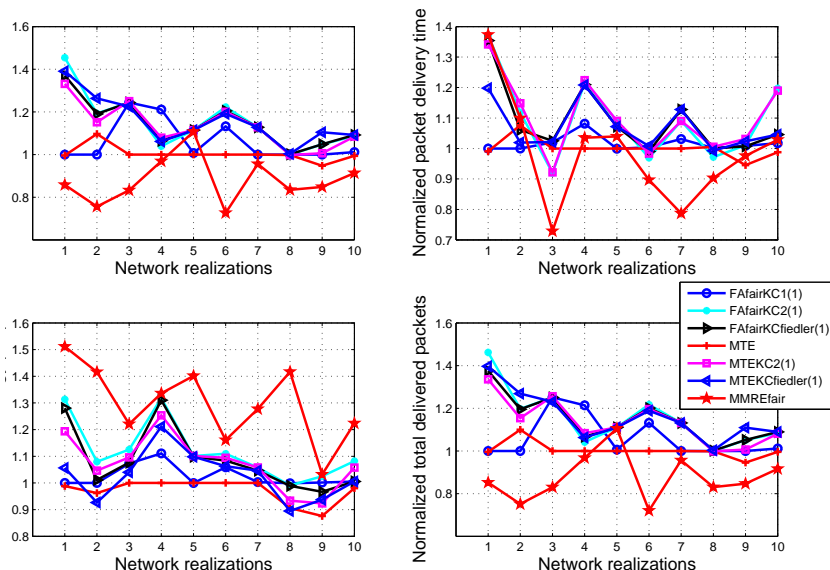 1.6
1.4
1.2
1
0.8
1 2 3 4 5 6 7 8 9 10
Network realizations
Normalized packet delivery time
1.4
1.3
1.2
1.1
1
0.9
0.8
0.7
1 2 3 4 5 6 7 8 9 10
Network realizations
1.6
1.5
1.4
1.3
1.2
1.1
1
0.9
0.8
1 2 3 4 5 6 7 8 9 10
Network realizations
Normalized total delivered packets
1.6
1.4
1.2
1
0.8
1 2 3 4 5 6 7 8 9 10
Network realizations
FAfairKC1(1)
FAfairKC2(1)
FAfairKCfiedler(1)
MTE
MTEKC2(1)
MTEKCfiedler(1)
MMREfair